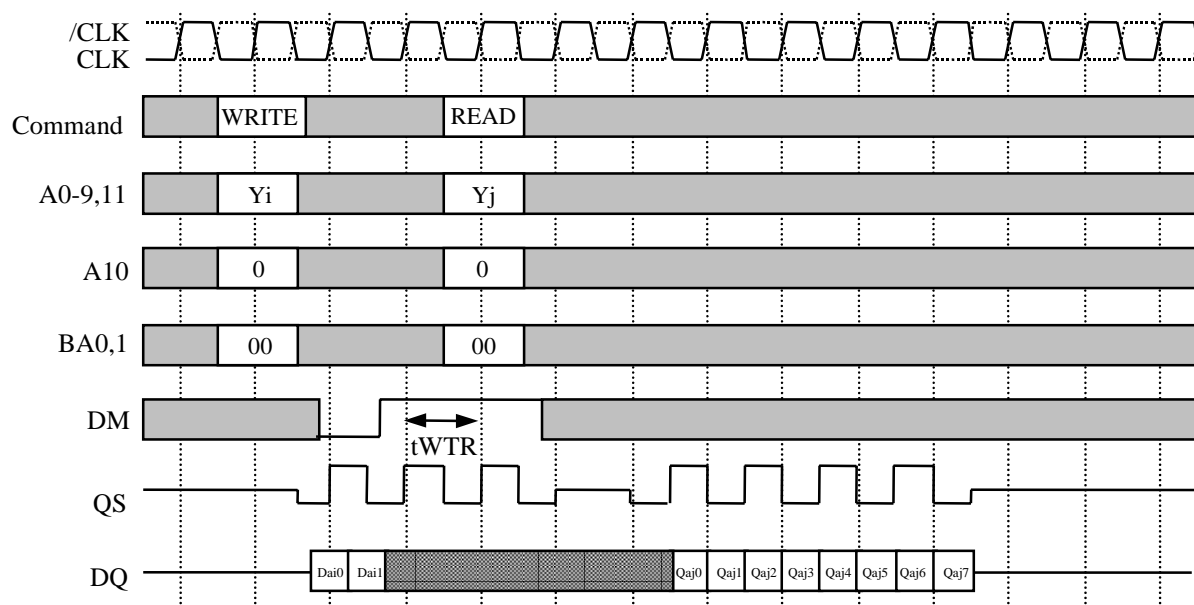 /CLK
CLK
Command WRITE READ
A0-9,11 Yi Yj
A10 0 0
BA0,1 00 00
DM
tWTR
QS
DQ Dai0 Dai1 Qaj0 Qaj1 Qaj2 Qaj3 Qaj4 Qaj5 Qaj6 Qaj7